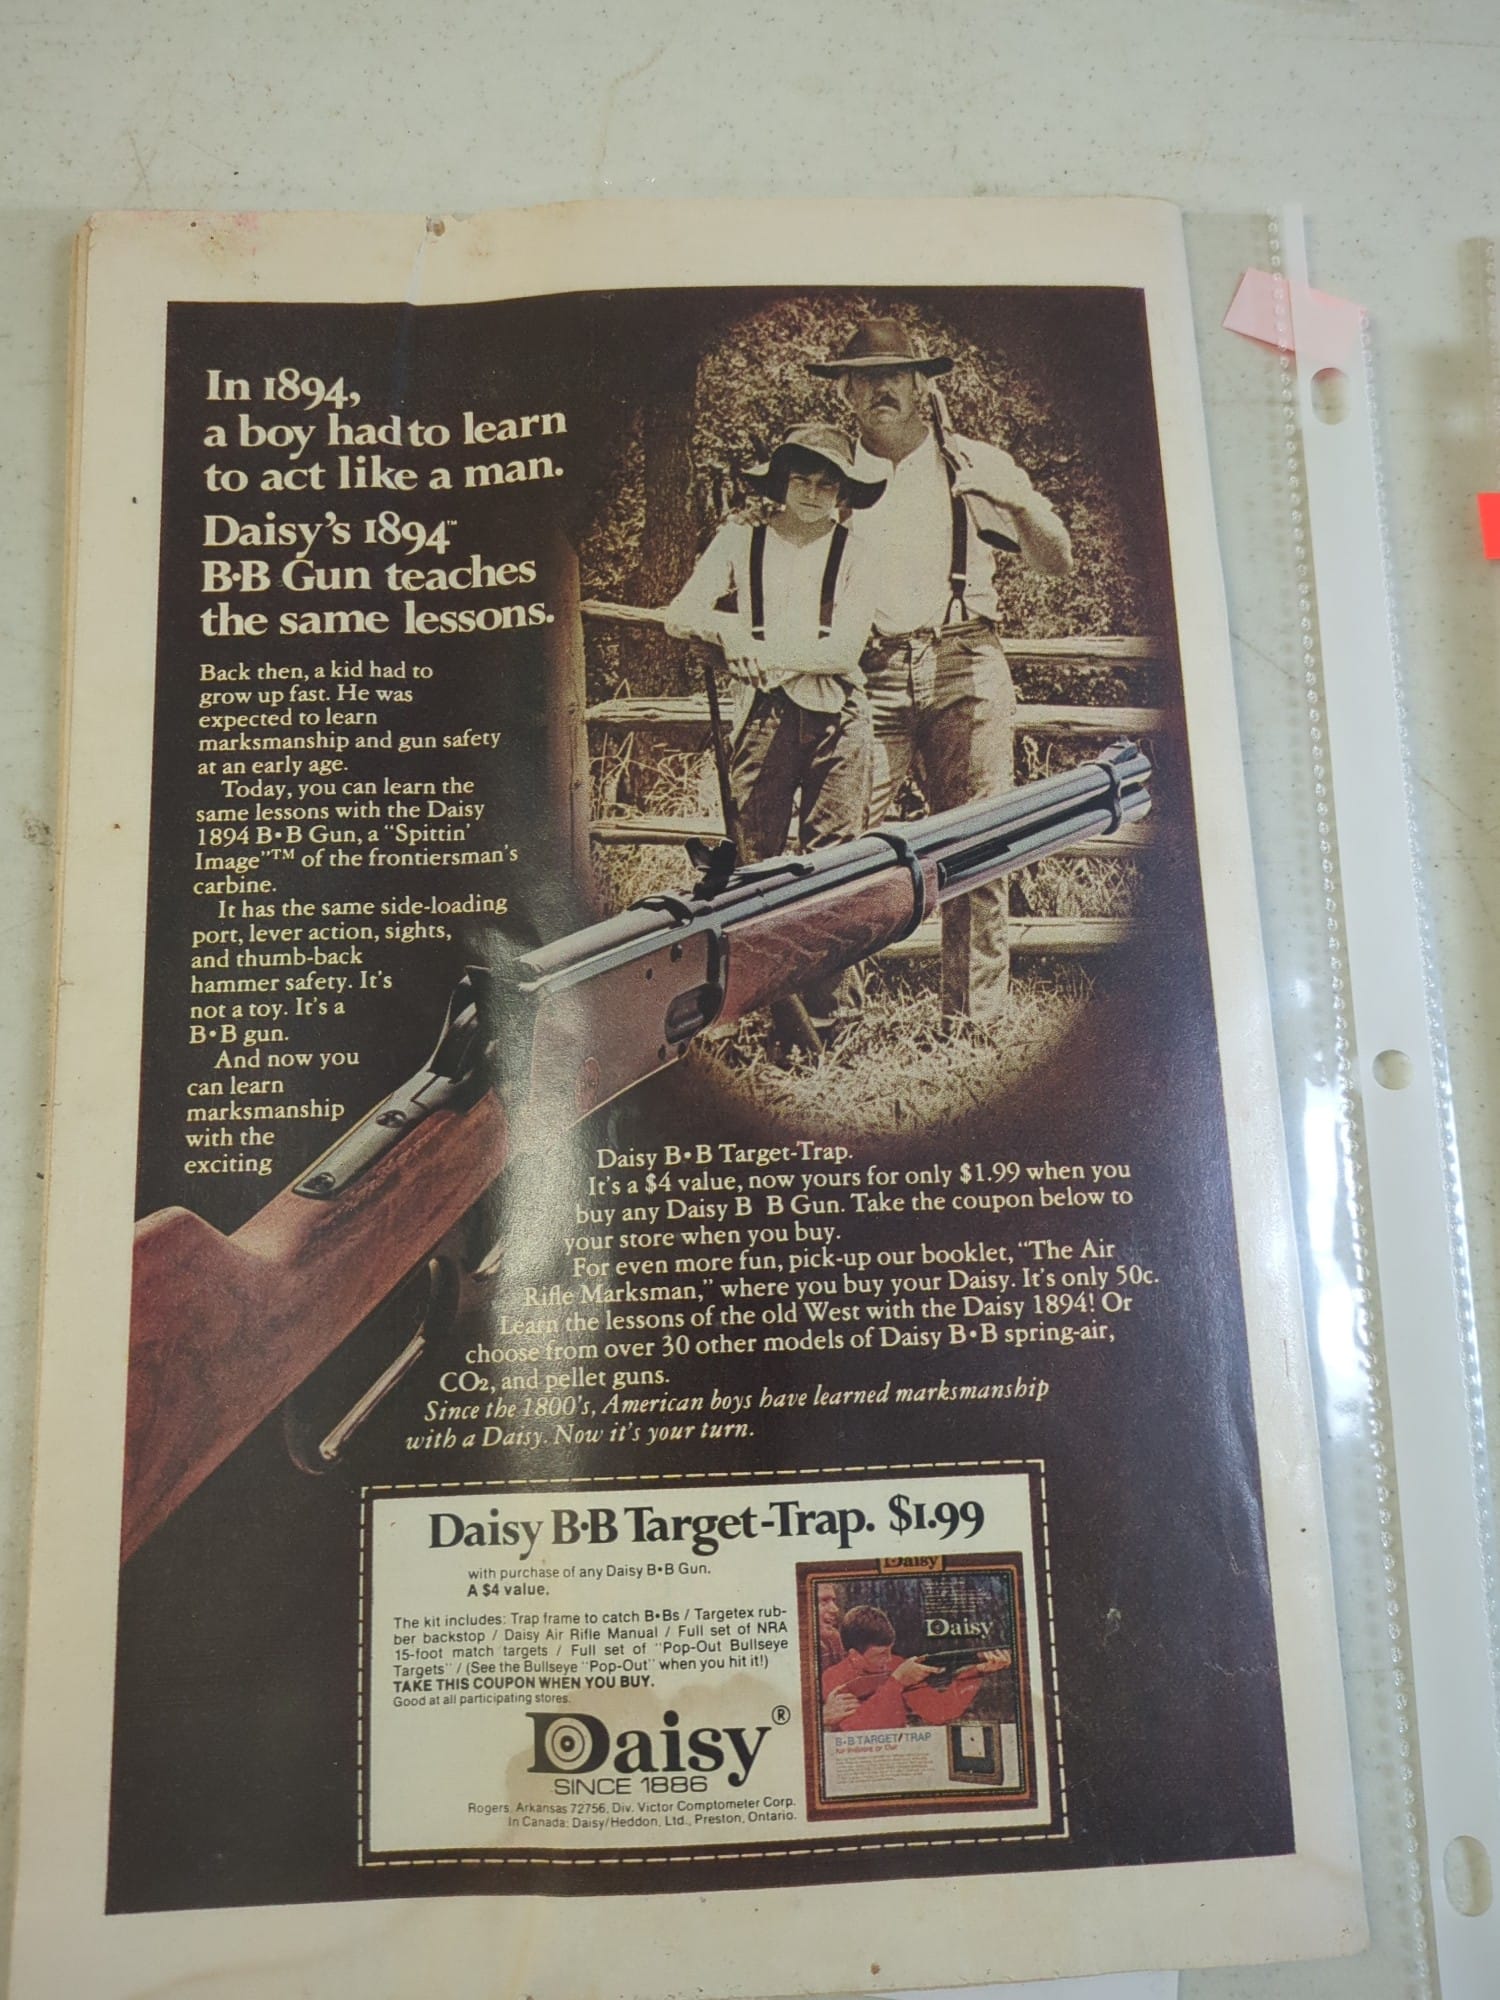 In 1894,
a boy had to learn
to act like a man.
Daisy's 1894™
B•B Gun teaches
the same lessons.
Back then, a kid had to
grow up fast. He was
expected to learn
marksmanship and gun safety
at an early age.
Today, you can learn the
same lessons with the Daisy
1894 B•B Gun, a "Spittin'
Image"™ of the frontiersman's
carbine.
It has the same side-loading
port, lever action, sights,
and thumb-back
hammer safety. It's
not a toy. It's a
B•B gun.
And now you
can learn
marksmanship
with the
exciting
Daisy B•B Target-Trap.
It's a $4 value, now yours for only $1.99 when you
buy any Daisy B B Gun. Take the coupon below to
your store when you buy.
For even more fun, pick-up our booklet, "The Air
Rifle Marksman," where you buy your Daisy. It's only 50c.
Learn the lessons of the old West with the Daisy 1894! Or
choose from over 30 other models of Daisy B•B spring-air,
CO2, and pellet guns.
Since the 1800's, American boys have learned marksmanship
with a Daisy. Now it's your turn.
Daisy B•B Target-Trap. $1.99
with purchase of any Daisy B•B Gun.
A $4 value.
The kit includes: Trap frame to catch B•Bs / Targetex rub-
ber backstop / Daisy Air Rifle Manual / Full set of NRA
15-foot match targets / Full set of "Pop-Out Bullseye
Targets" / (See the Bullseye "Pop-Out" when you hit it!)
TAKE THIS COUPON WHEN YOU BUY.
Good at all participating stores.
Daisy®
SINCE 1886
Rogers, Arkansas 72756, Div. Victor Comptometer Corp.
In Canada: Daisy/Heddon, Ltd., Preston, Ontario.
Daisy
Daisy
B•B TARGET/TRAP
for Indoors or Out